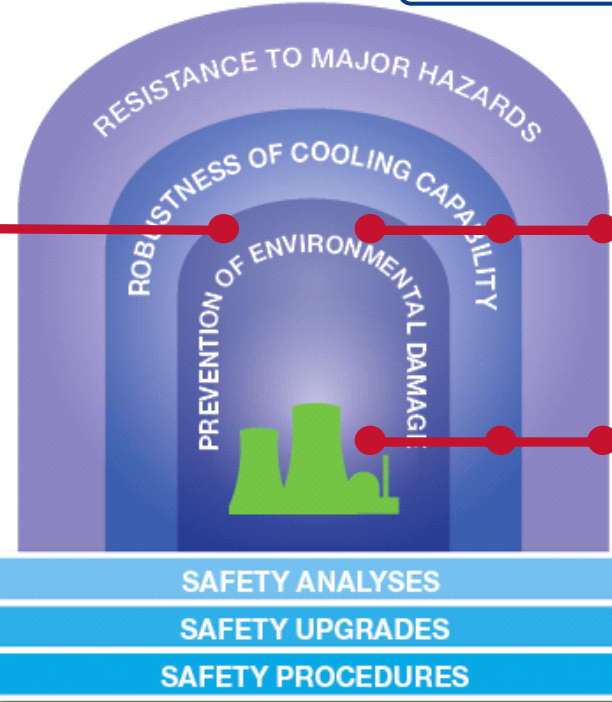 RESISTANCE TO MAJOR HAZARDS
ROBUSTNESS OF COOLING CAPABILITY
PREVENTION OF ENVIRONMENTAL DAMAGE
SAFETY ANALYSES
SAFETY UPGRADES
SAFETY PROCEDURES